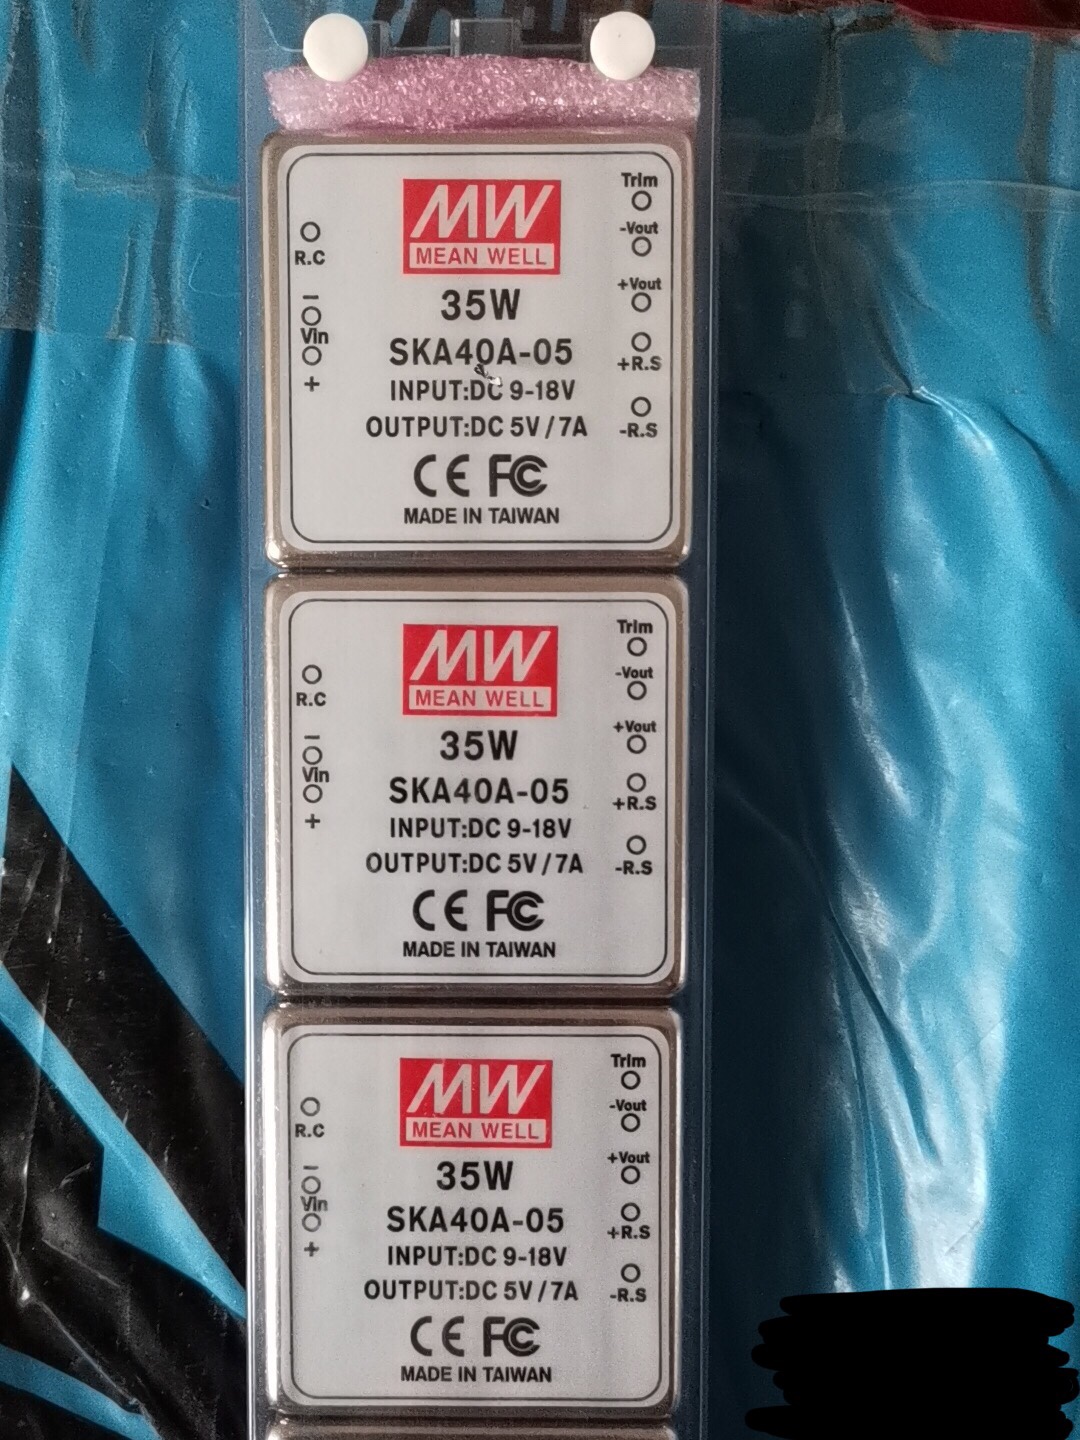 MW
MEAN WELL
35W
SKA40A-05
INPUT:DC 9-18V
OUTPUT:DC 5V/7A
CE FC
MADE IN TAIWAN
R.C
−
Vin
+
Trim
-Vout
+Vout
+R.S
-R.S
MW
MEAN WELL
35W
SKA40A-05
INPUT:DC 9-18V
OUTPUT:DC 5V/7A
CE FC
MADE IN TAIWAN
R.C
−
Vin
+
Trim
-Vout
+Vout
+R.S
-R.S
MW
MEAN WELL
35W
SKA40A-05
INPUT:DC 9-18V
OUTPUT:DC 5V/7A
CE FC
MADE IN TAIWAN
R.C
−
Vin
+
Trim
-Vout
+Vout
+R.S
-R.S